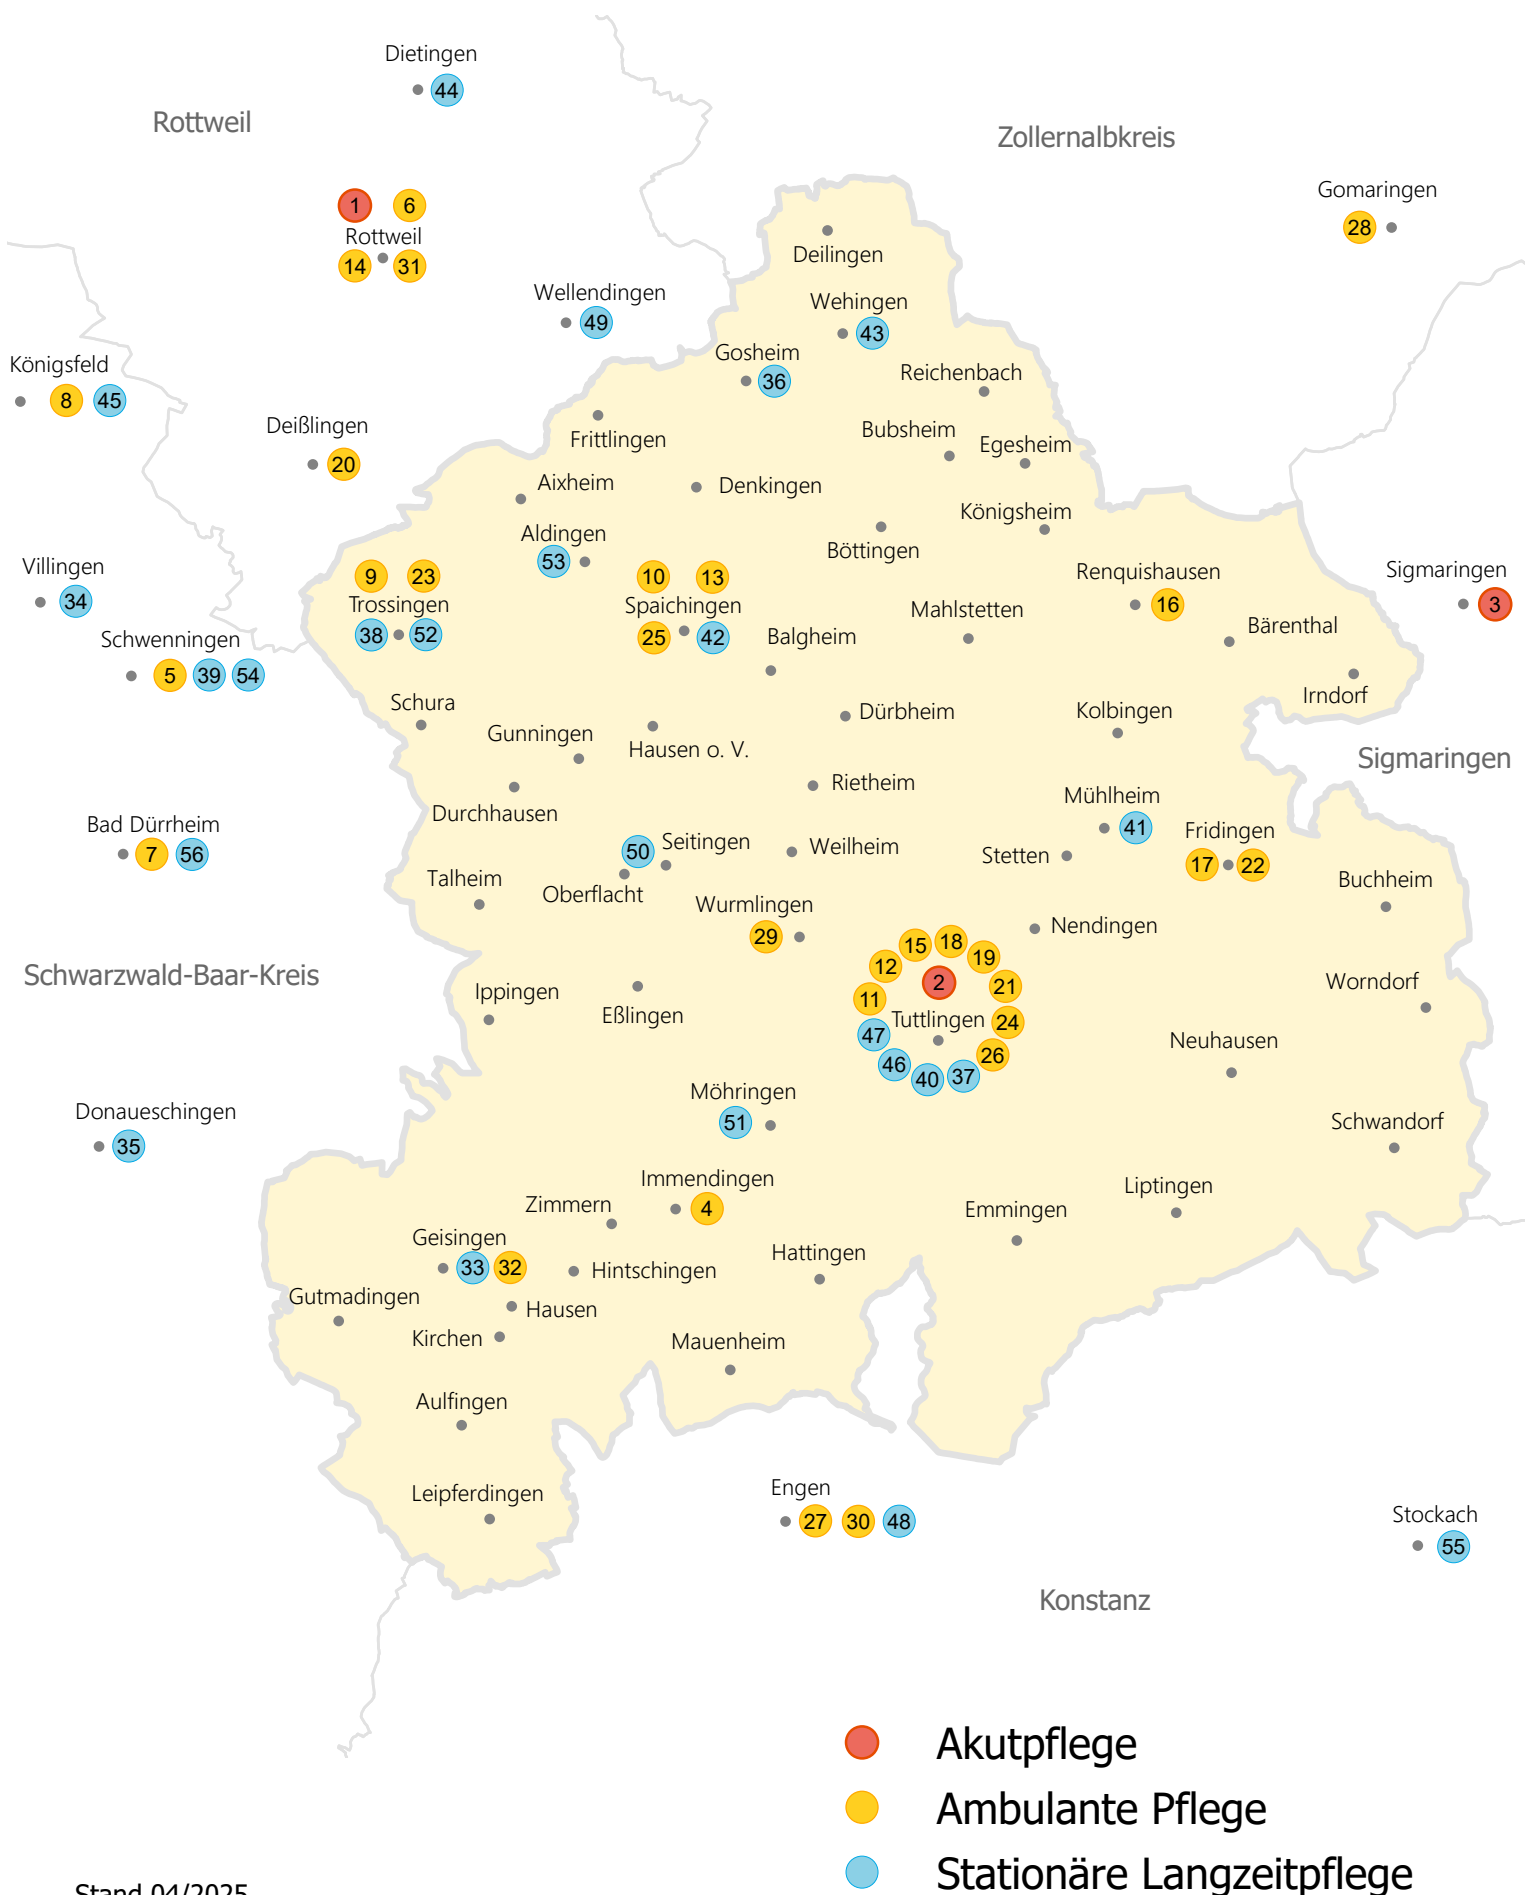 Dietingen
44
Rottweil
Zollernalbkreis
Gomaringen
28
1 6
Rottweil
14 31
Deilingen
Wellendingen
49
Wehingen
43
Gosheim
36
Reichenbach
Königsfeld
8 45
Deißlingen
20
Frittlingen
Bubsheim
Egesheim
Aixheim
Denkingen
Königsheim
Aldingen
53
Böttingen
Villingen
34
9 23
Trossingen
38 52
10 13
Spaichingen
25 42
Renquishausen
16
Sigmaringen
3
Mahlstetten
Bärenthal
Balgheim
Schwenningen
5 39 54
Irndorf
Schura
Dürbheim
Kolbingen
Gunningen
Hausen o. V.
Sigmaringen
Rietheim
Durchhausen
Mühlheim
41
Bad Dürrheim
7 56
Fridingen
17 22
50
Seitingen
Weilheim
Stetten
Talheim
Oberflacht
Buchheim
Wurmlingen
29
Nendingen
15 18
19
12
2
21
11
Tuttlingen
24
47
26
46
40 37
Schwarzwald-Baar-Kreis
Ippingen
Eßlingen
Worndorf
Neuhausen
Möhringen
51
Donaueschingen
35
Schwandorf
Immendingen
4
Liptingen
Zimmern
Emmingen
Geisingen
33 32
Hattingen
Hintschingen
Gutmadingen
Hausen
Kirchen
Mauenheim
Aulfingen
Leipferdingen
Engen
27 30 48
Stockach
55
Konstanz
Akutpflege
Ambulante Pflege
Stationäre Langzeitpflege
Stand 04/2025